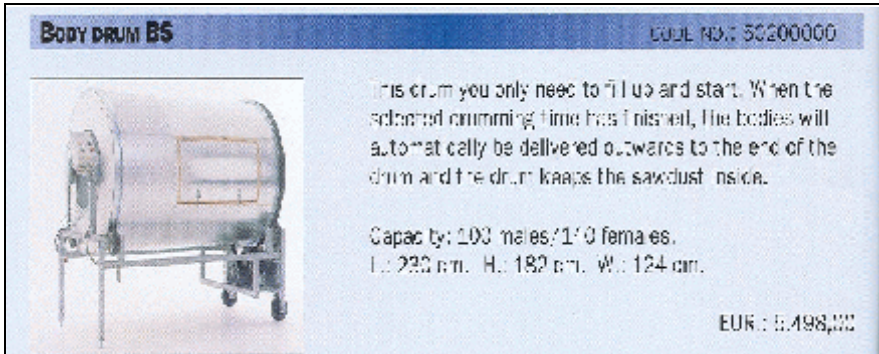 BODY DRUM BS
CODE NO.: 50200000
This drum you only need to fill up and start. When the
selected drumming time has finished, the bodies will
automatically be delivered outwards to the end of the
drum and the drum keeps the sawdust inside.
Capacity: 100 males/140 females.
L.: 230 cm. H.: 182 cm. W.: 124 cm.
EUR.: 5.498,00